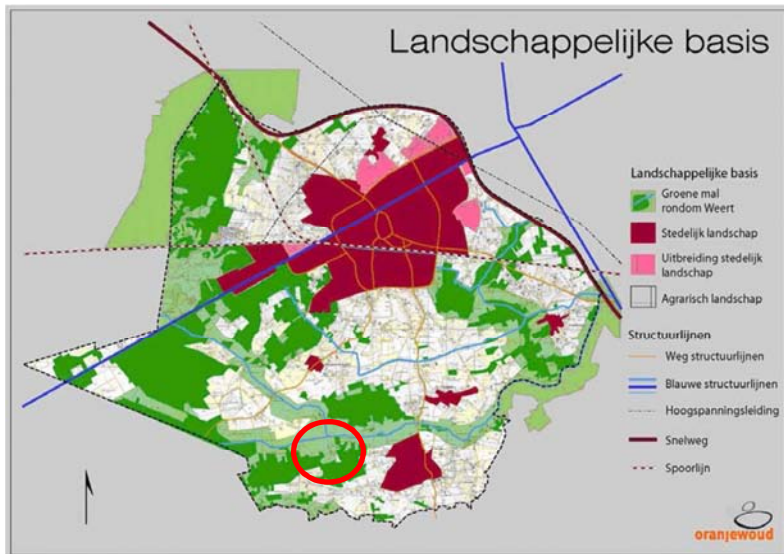 Landschappelijke basis
Landschappelijke basis
Groene mal
rondom Weert
Stedelijk landschap
Uitbreiding stedelijk
landschap
Agrarisch landschap
Structuurlijnen
Weg structuurlijnen
Blauwe structuurlijnen
Hoogspanningsleiding
Snelweg
Spoorlijn
oranjewoud